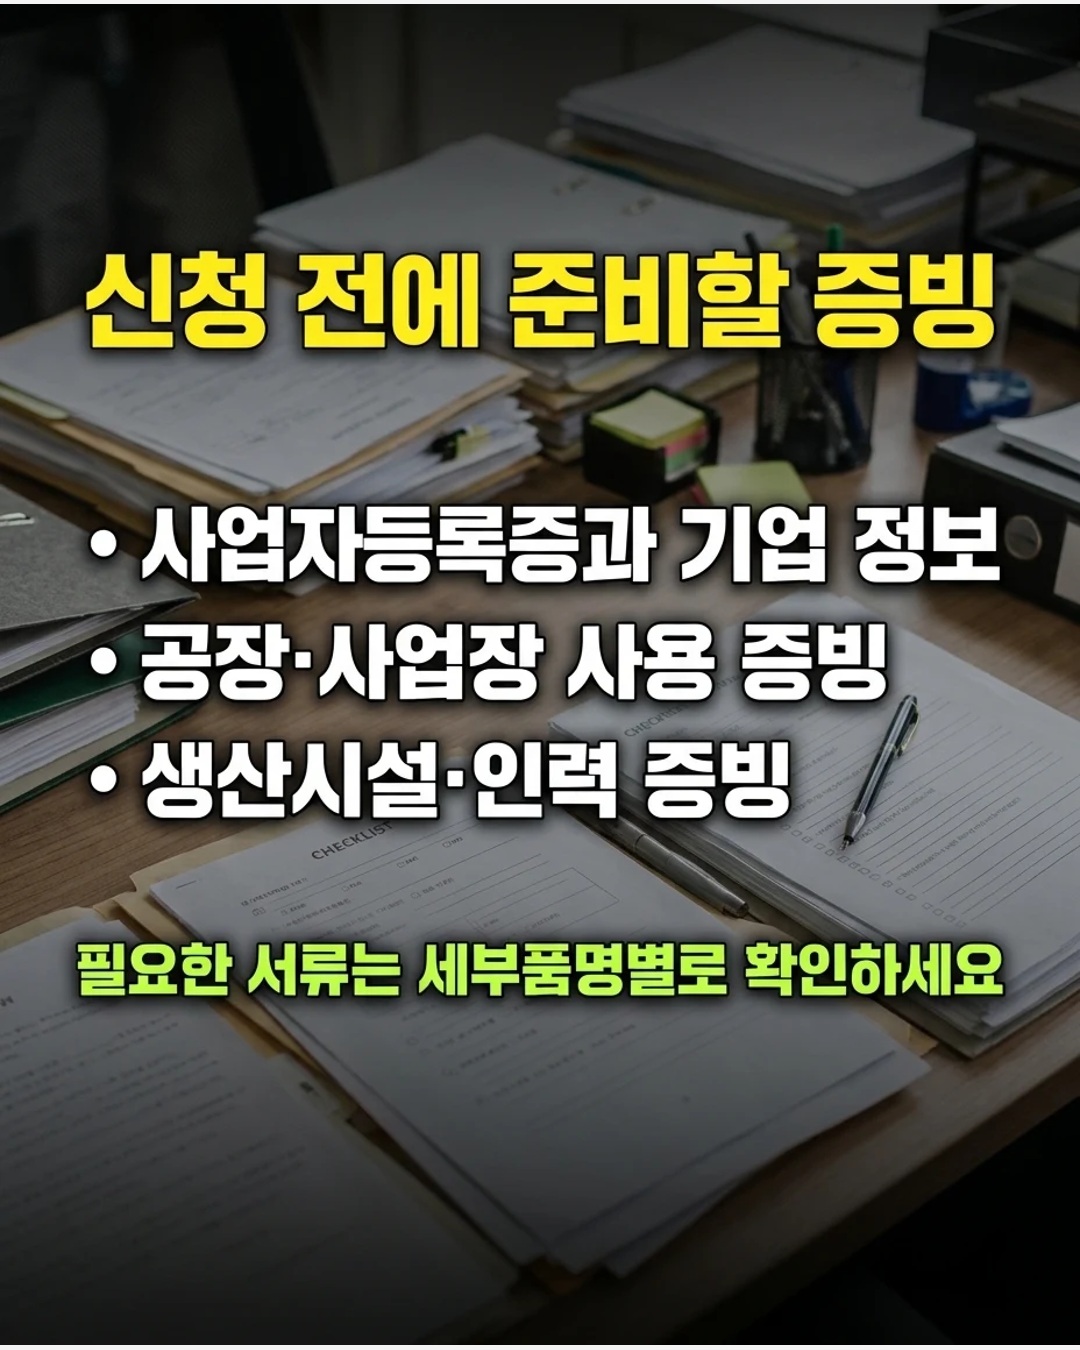 신청 전에 준비할 증빙
• 사업자등록증과 기업 정보
• 공장·사업장 사용 증빙
• 생산시설·인력 증빙
CHECKLIST
필요한 서류는 세부품명별로 확인하세요